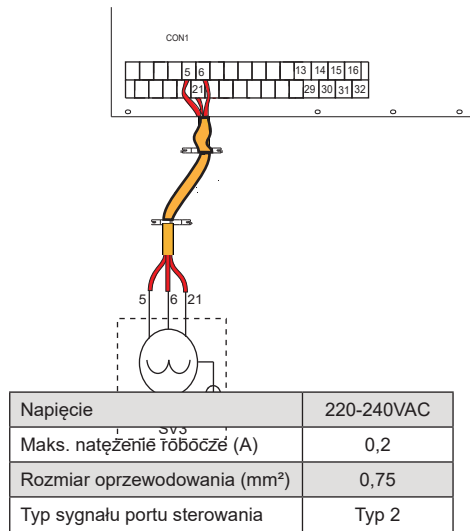 CON1
5 6 13 14 15 16
21 29 30 31 32
5 6 21
SV3
Napięcie 220-240VAC
Maks. natężenie robocze (A) 0,2
Rozmiar oprzewodowania (mm²) 0,75
Typ sygnału portu sterowania Typ 2